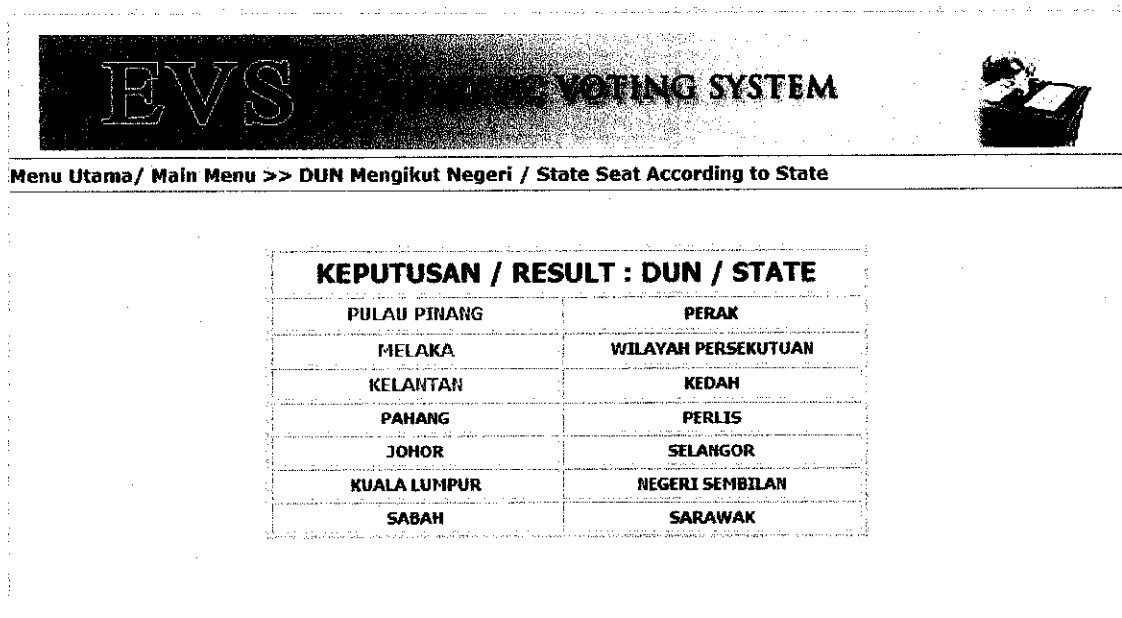 EVS VOTING SYSTEM
Menu Utama/ Main Menu >> DUN Mengikut Negeri / State Seat According to State
KEPUTUSAN / RESULT : DUN / STATE
PULAU PINANG PERAK
MELAKA WILAYAH PERSEKUTUAN
KELANTAN KEDAH
PAHANG PERLIS
JOHOR SELANGOR
KUALA LUMPUR NEGERI SEMBILAN
SABAH SARAWAK